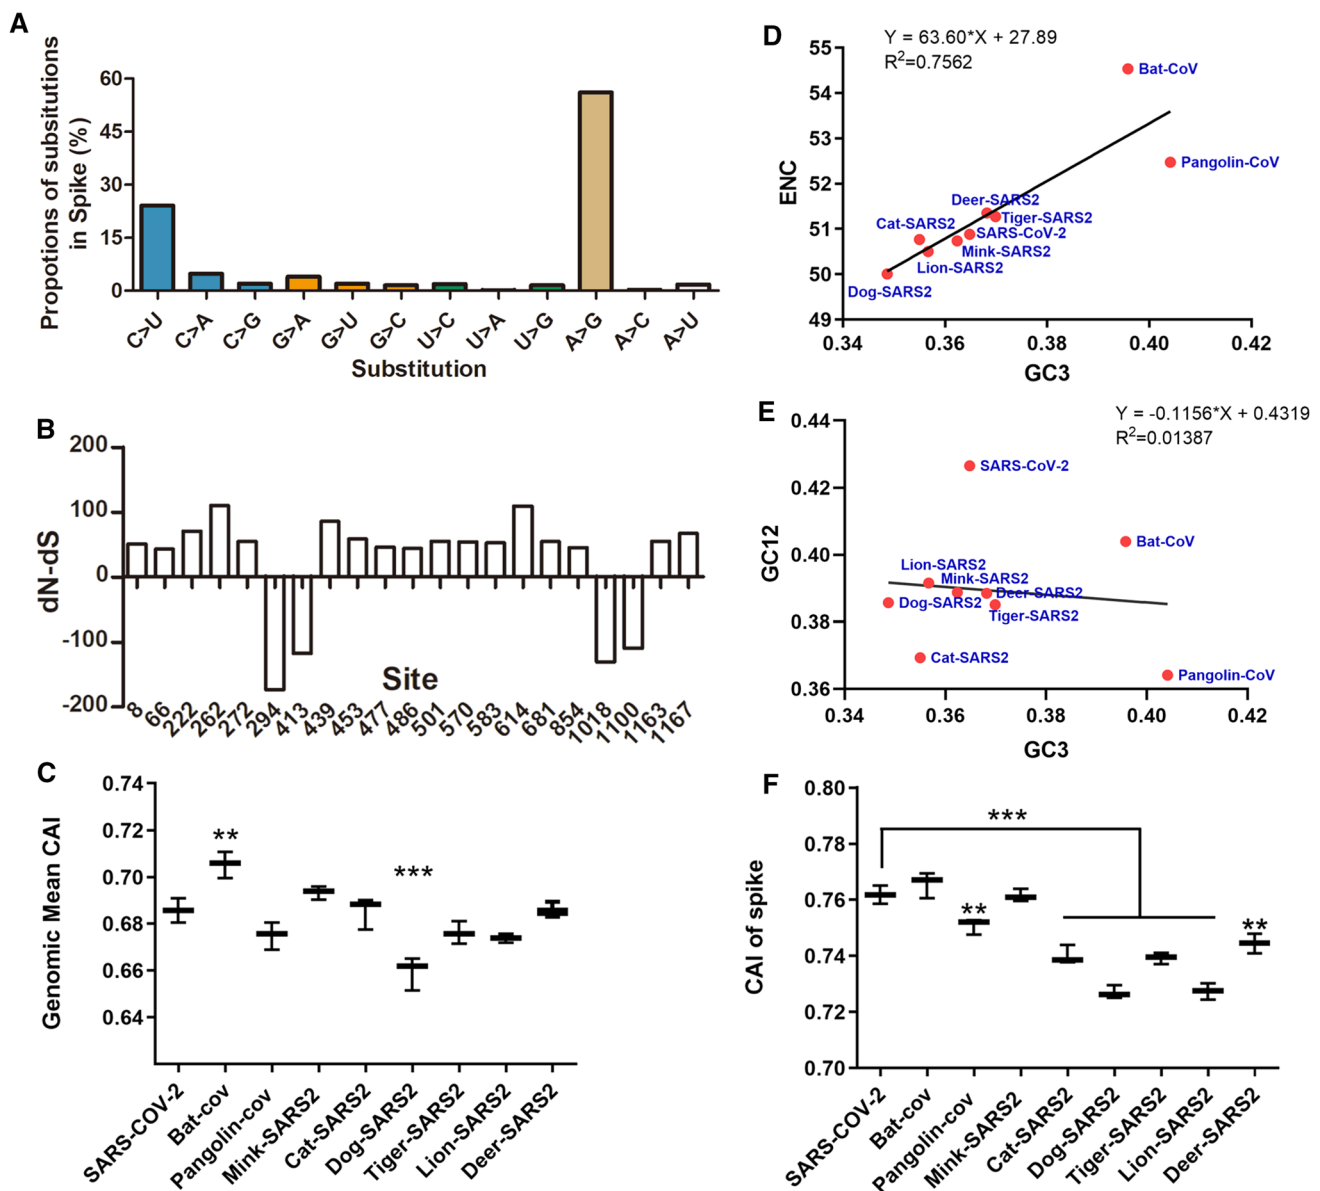 A
Propotions of subsitutions
in Spike (%)
60
45
30
15
0
C>U
C>A
C>G
G>A
G>U
G>C
U>C
U>A
U>G
A>G
A>C
A>U
Substitution
B
dN-dS
200
100
0
-100
-200
Site
8
66
222
262
272
294
413
439
453
477
486
501
570
583
614
681
854
1018
1100
1163
1167
C
Genomic Mean CAI
0.74
0.72
0.70
0.68
0.66
0.64
**
***
SARS-COV-2
Bat-cov
Pangolin-cov
Mink-SARS2
Cat-SARS2
Dog-SARS2
Tiger-SARS2
Lion-SARS2
Deer-SARS2
D
Y = 63.60*X + 27.89
R²=0.7562
ENC
55
54
53
52
51
50
49
Bat-CoV
Pangolin-CoV
Deer-SARS2
Tiger-SARS2
Cat-SARS2
SARS-CoV-2
Mink-SARS2
Lion-SARS2
Dog-SARS2
0.34
0.36
0.38
0.40
0.42
GC3
E
Y = -0.1156*X + 0.4319
R²=0.01387
GC12
0.44
0.42
0.40
0.38
0.36
SARS-CoV-2
Bat-CoV
Lion-SARS2
Mink-SARS2
Deer-SARS2
Dog-SARS2
Tiger-SARS2
Cat-SARS2
Pangolin-CoV
0.34
0.36
0.38
0.40
0.42
GC3
F
CAI of spike
0.80
0.78
0.76
0.74
0.72
0.70
***
**
**
SARS-COV-2
Bat-cov
Pangolin-cov
Mink-SARS2
Cat-SARS2
Dog-SARS2
Tiger-SARS2
Lion-SARS2
Deer-SARS2